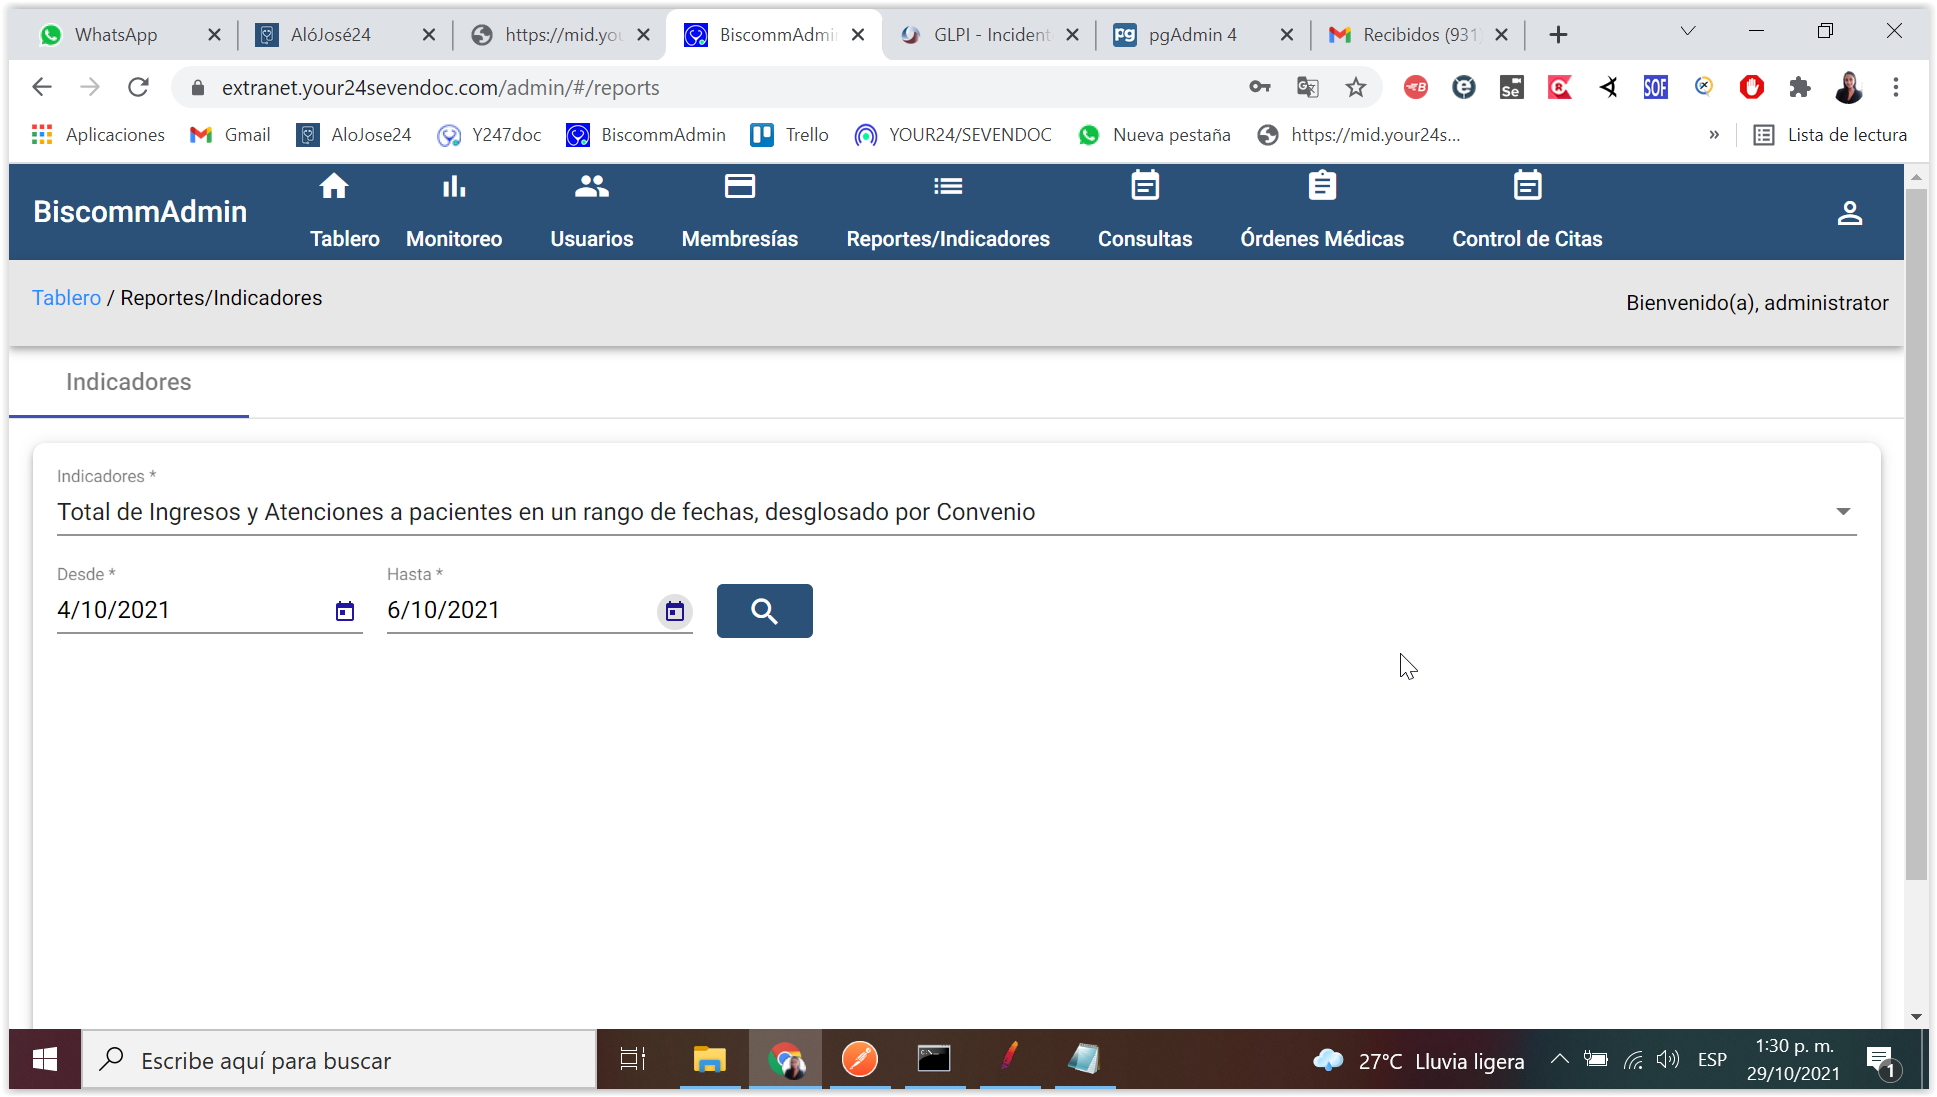 WhatsApp
AlóJosé24
https://mid.you
BiscommAdmi
GLPI - Incident
pgAdmin 4
Recibidos (931
extranet.your24sevendoc.com/admin/#/reports
Aplicaciones
Gmail
AloJose24
Y247doc
BiscommAdmin
Trello
YOUR24/SEVENDOC
Nueva pestaña
https://mid.your24s...
»
Lista de lectura
BiscommAdmin
Tablero
Monitoreo
Usuarios
Membresías
Reportes/Indicadores
Consultas
Órdenes Médicas
Control de Citas
Tablero / Reportes/Indicadores
Bienvenido(a), administrator
Indicadores
Indicadores *
Total de Ingresos y Atenciones a pacientes en un rango de fechas, desglosado por Convenio
Desde *
4/10/2021
Hasta *
6/10/2021
Escribe aquí para buscar
27°C Lluvia ligera
ESP
1:30 p. m.
29/10/2021
1